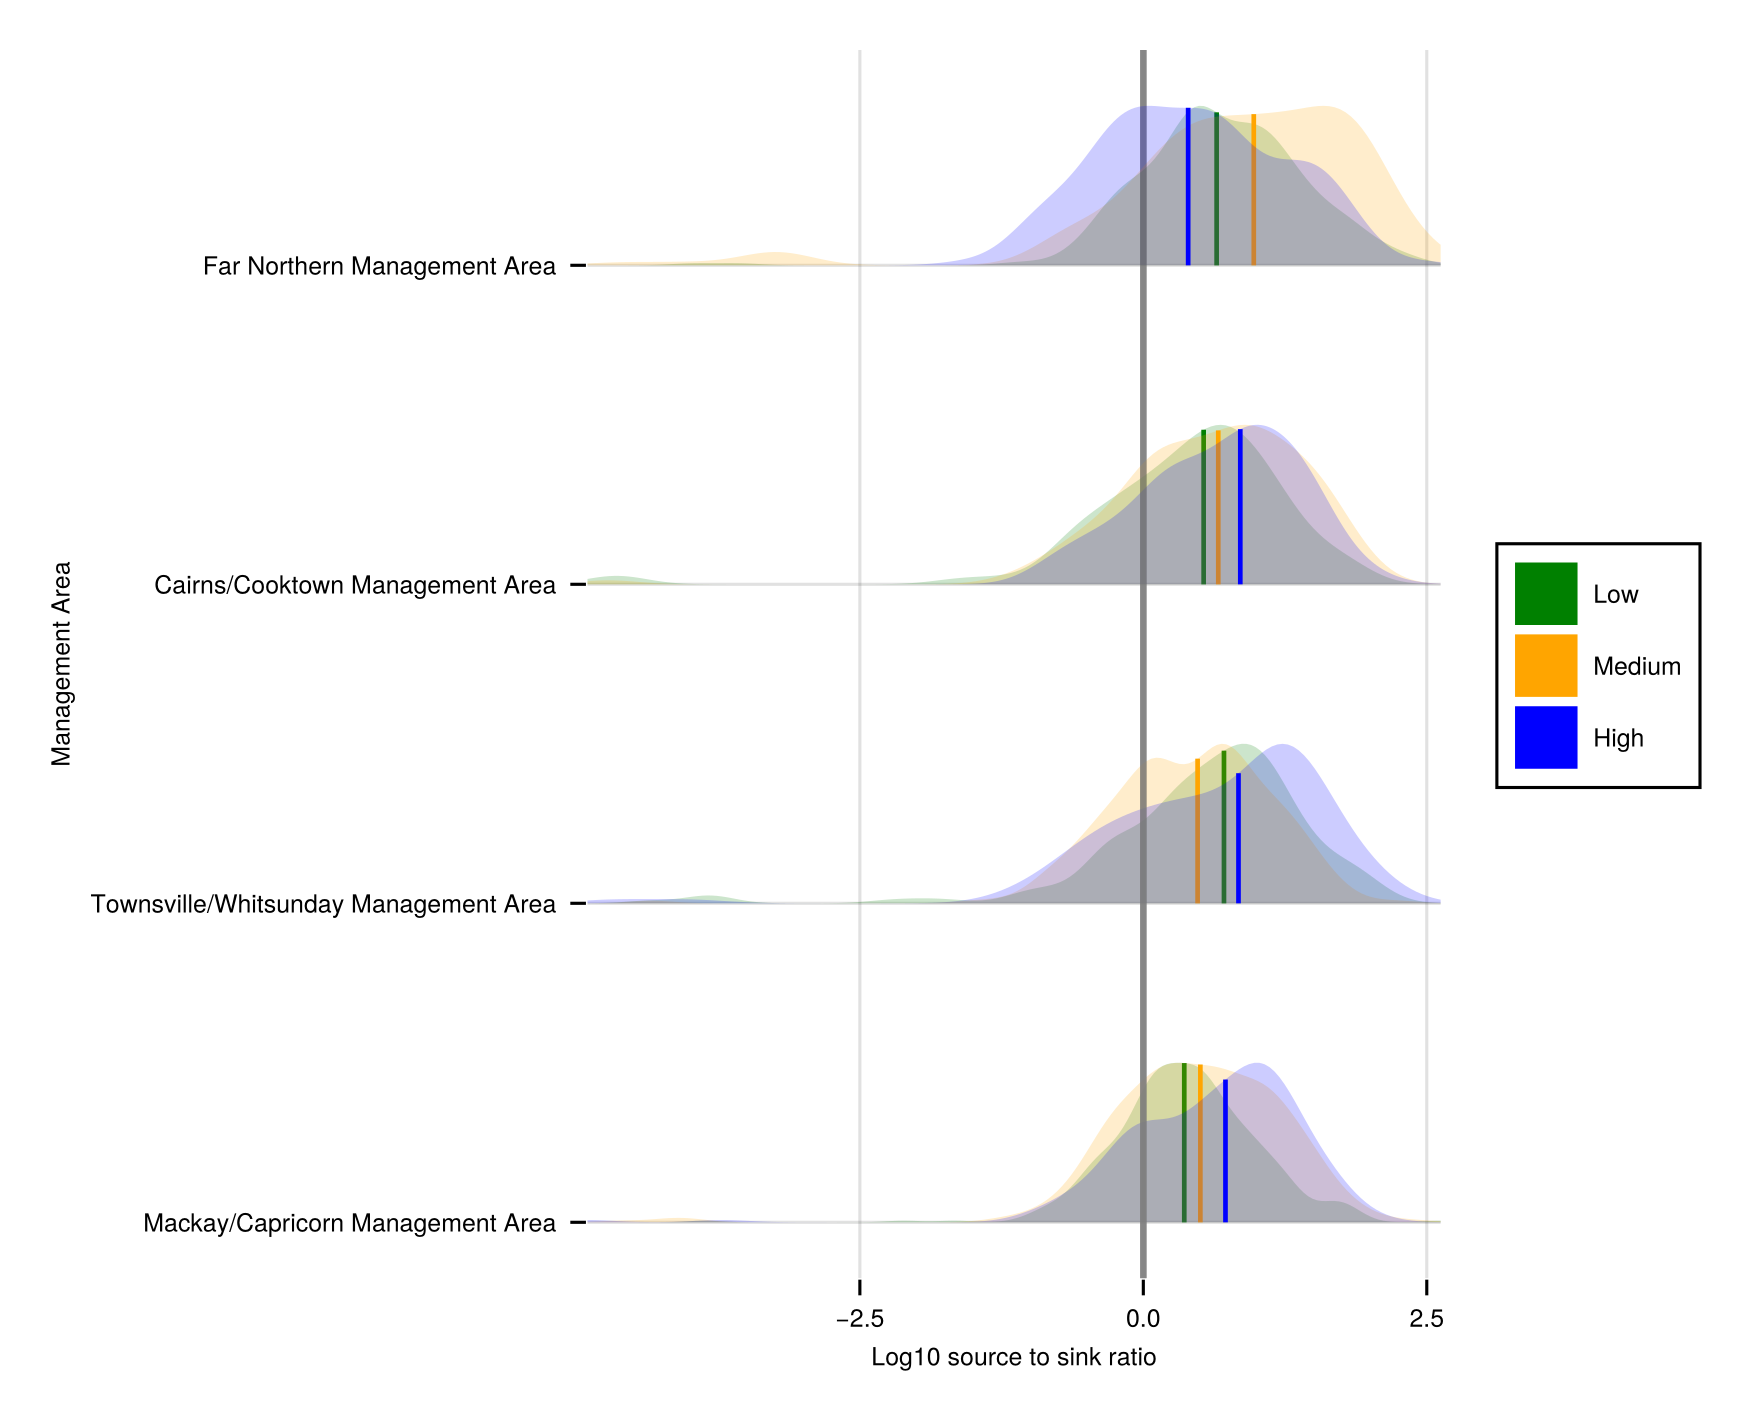 Far Northern Management Area
Cairns/Cooktown Management Area
Townsville/Whitsunday Management Area
Mackay/Capricorn Management Area
Management Area
−2.5
0.0
2.5
Log10 source to sink ratio
Low
Medium
High